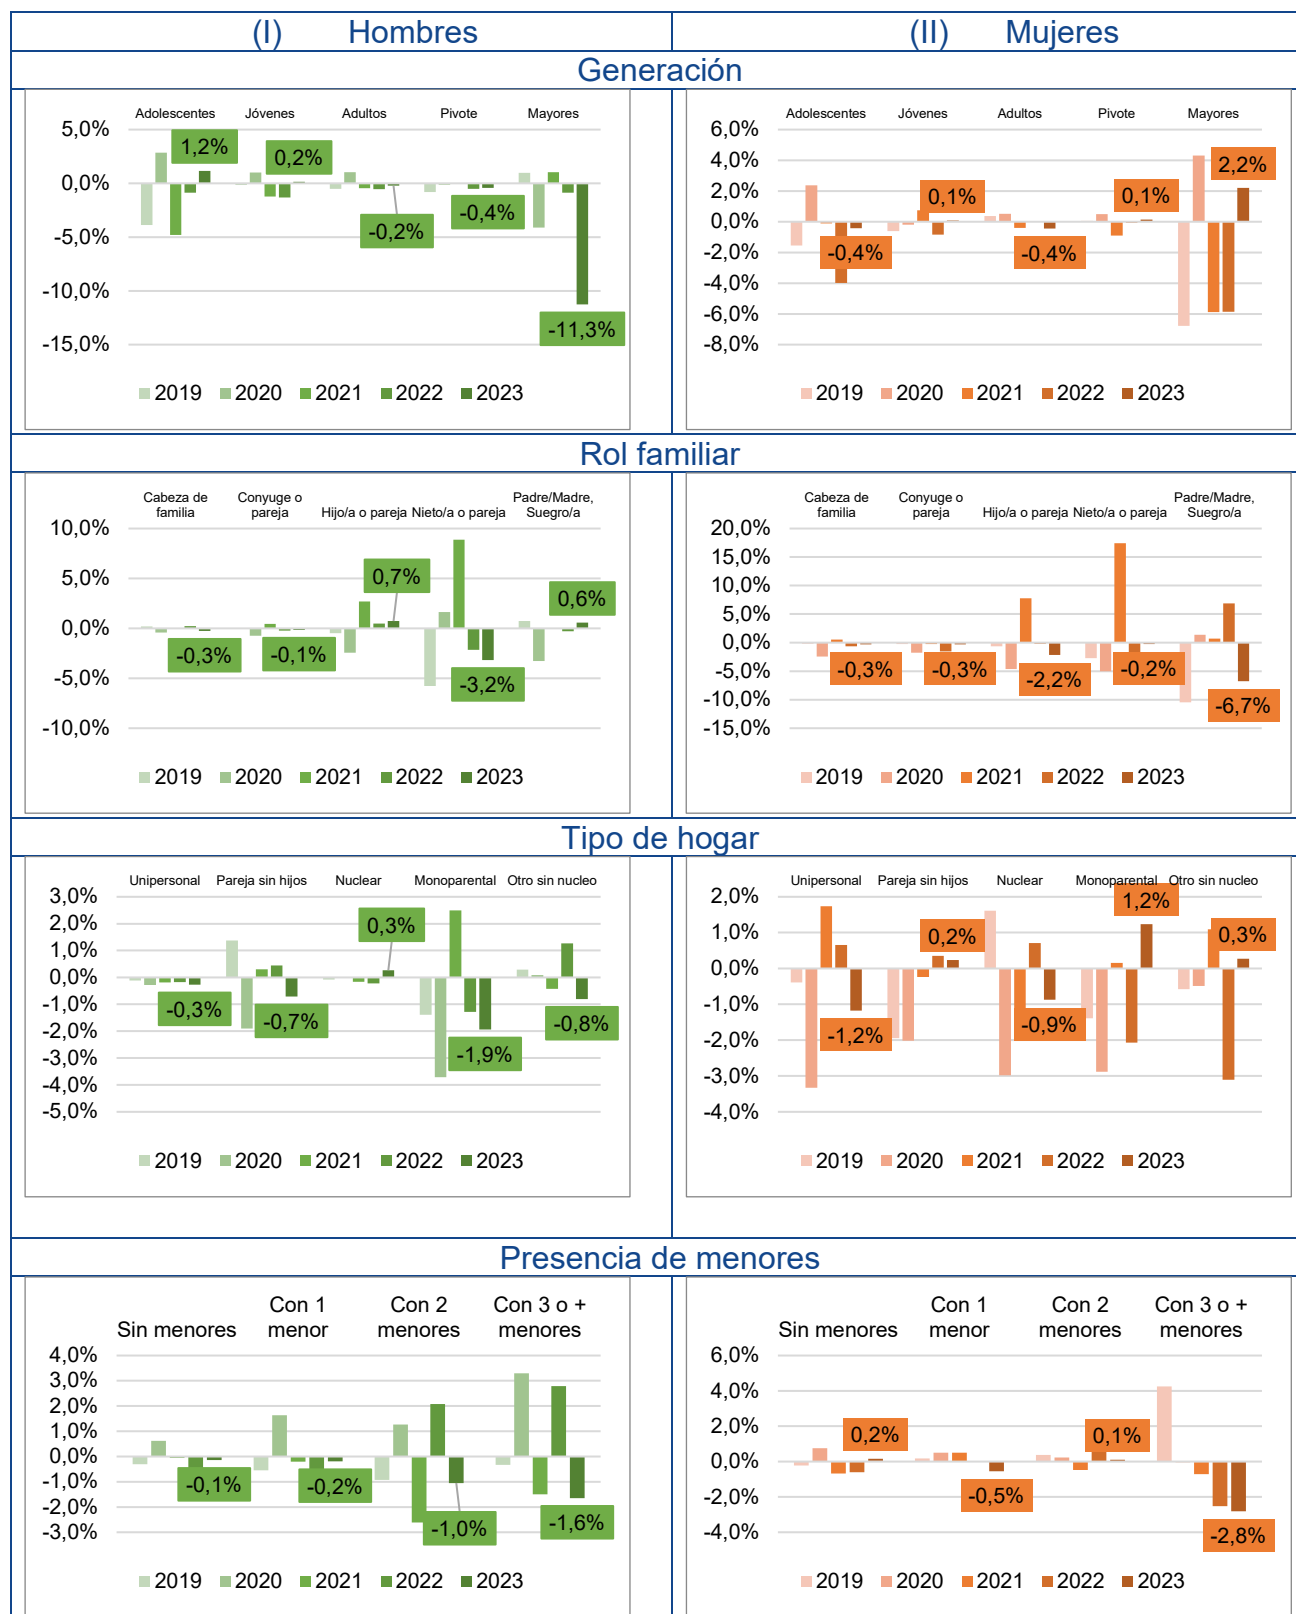 (I) Hombres
(II) Mujeres
Generación
Adolescentes Jóvenes Adultos Pivote Mayores
5,0%
0,0%
-5,0%
-10,0%
-15,0%
1,2%
0,2%
-0,2%
-0,4%
-11,3%
2019 2020 2021 2022 2023
Adolescentes Jóvenes Adultos Pivote Mayores
6,0%
4,0%
2,0%
0,0%
-2,0%
-4,0%
-6,0%
-8,0%
-0,4%
0,1%
-0,4%
0,1%
2,2%
2019 2020 2021 2022 2023
Rol familiar
Cabeza de familia
Conyuge o pareja
Hijo/a o pareja
Nieto/a o pareja
Padre/Madre, Suegro/a
10,0%
5,0%
0,0%
-5,0%
-10,0%
-0,3%
-0,1%
0,7%
-3,2%
0,6%
2019 2020 2021 2022 2023
Cabeza de familia
Conyuge o pareja
Hijo/a o pareja
Nieto/a o pareja
Padre/Madre, Suegro/a
20,0%
15,0%
10,0%
5,0%
0,0%
-5,0%
-10,0%
-15,0%
-0,3%
-0,3%
-2,2%
-0,2%
-6,7%
2019 2020 2021 2022 2023
Tipo de hogar
Unipersonal Pareja sin hijos Nuclear Monoparental Otro sin nucleo
3,0%
2,0%
1,0%
0,0%
-1,0%
-2,0%
-3,0%
-4,0%
-5,0%
-0,3%
-0,7%
0,3%
-1,9%
-0,8%
2019 2020 2021 2022 2023
Unipersonal Pareja sin hijos Nuclear Monoparental Otro sin nucleo
2,0%
1,0%
0,0%
-1,0%
-2,0%
-3,0%
-4,0%
-1,2%
0,2%
-0,9%
1,2%
0,3%
2019 2020 2021 2022 2023
Presencia de menores
Sin menores
Con 1 menor
Con 2 menores
Con 3 o + menores
4,0%
3,0%
2,0%
1,0%
0,0%
-1,0%
-2,0%
-3,0%
-0,1%
-0,2%
-1,0%
-1,6%
2019 2020 2021 2022 2023
Sin menores
Con 1 menor
Con 2 menores
Con 3 o + menores
6,0%
4,0%
2,0%
0,0%
-2,0%
-4,0%
0,2%
-0,5%
0,1%
-2,8%
2019 2020 2021 2022 2023